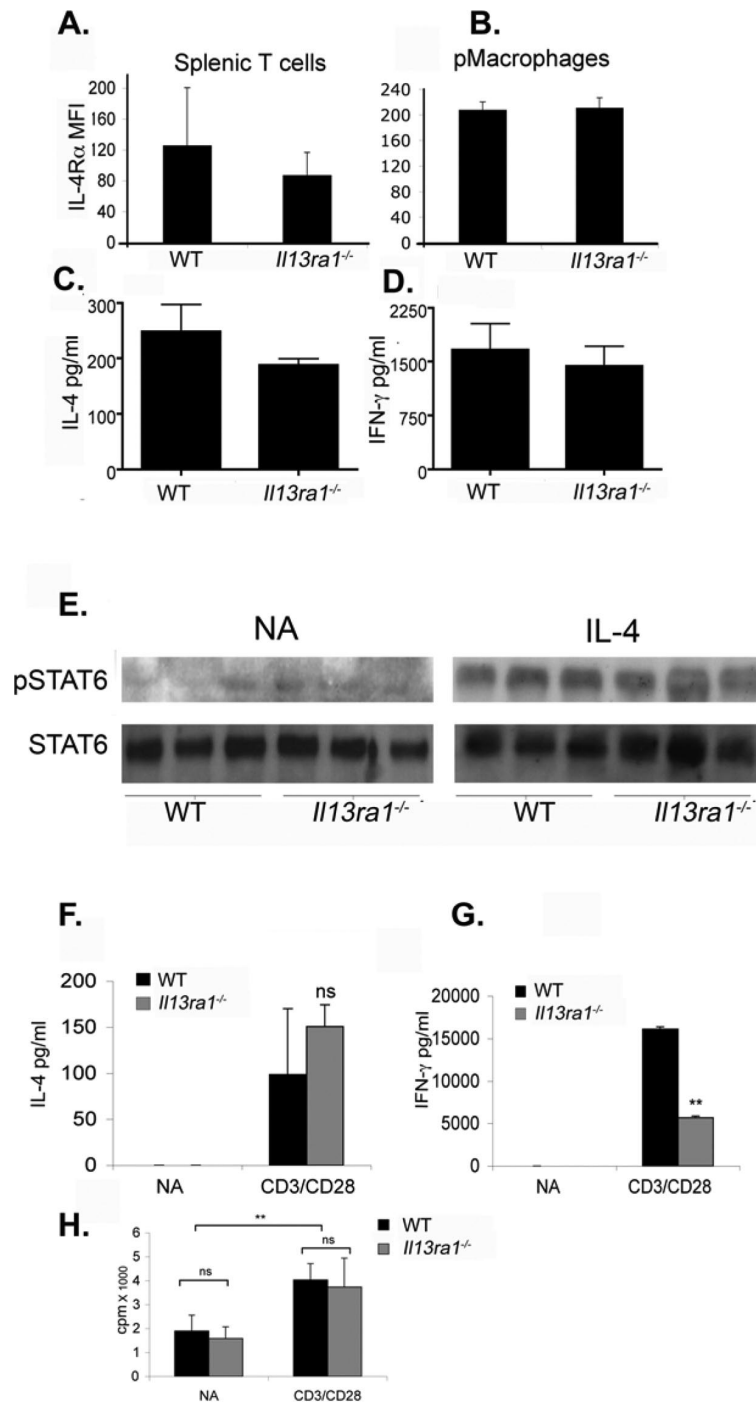 A.
Splenic T cells
IL-4Rα MFI
200
160
120
80
40
0
WT
Il13ra1-/-
B.
pMacrophages
240
200
160
120
80
40
0
WT
Il13ra1-/-
C.
IL-4 pg/ml
300
200
100
0
WT
Il13ra1-/-
D.
IFN-γ pg/ml
2250
1500
750
0
WT
Il13ra1-/-
E.
NA
IL-4
pSTAT6
STAT6
WT
Il13ra1-/-
WT
Il13ra1-/-
F.
WT
Il13ra1-/-
IL-4 pg/ml
200
150
100
50
0
ns
NA
CD3/CD28
G.
WT
Il13ra1-/-
IFN-γ pg/ml
20000
15000
10000
5000
0
**
NA
CD3/CD28
H.
WT
Il13ra1-/-
cpm x 1000
6
5
4
3
2
1
0
**
ns
ns
NA
CD3/CD28